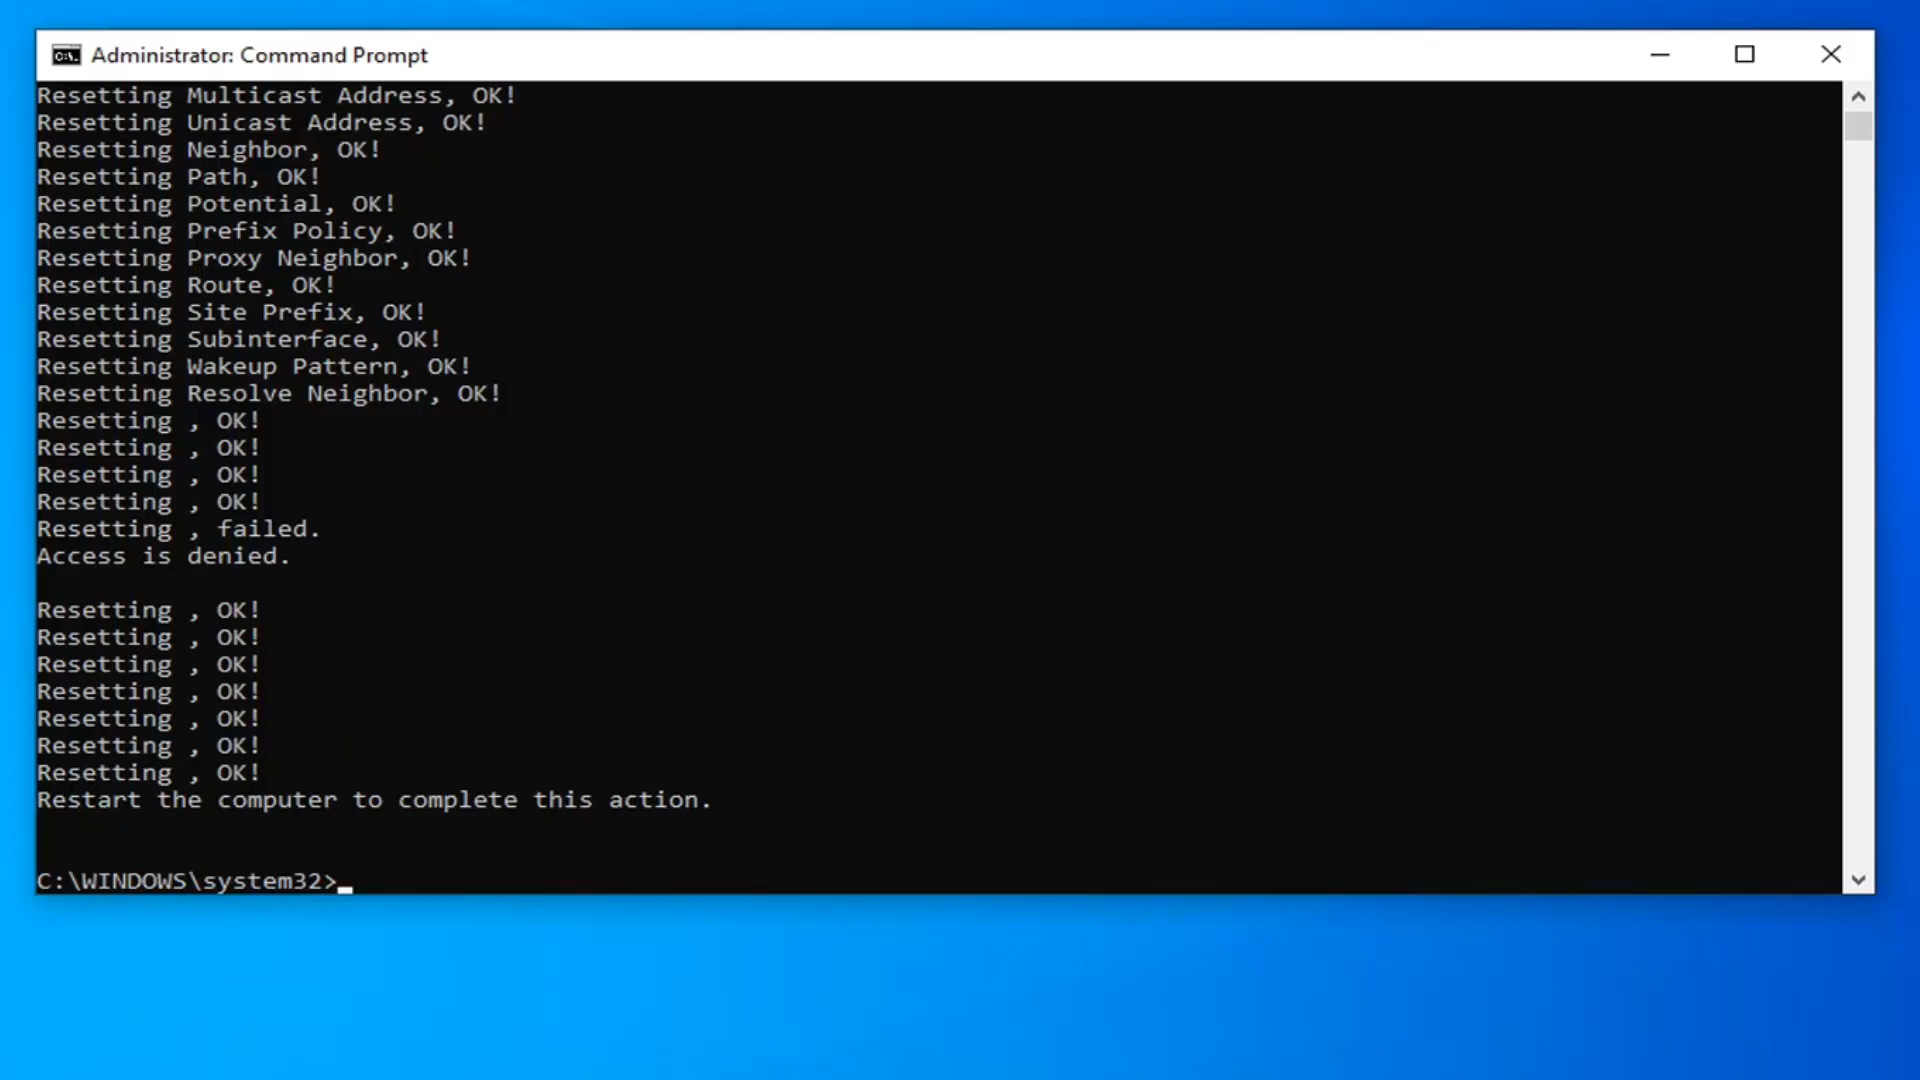 Administrator: Command Prompt
Resetting Multicast Address, OK!
Resetting Unicast Address, OK!
Resetting Neighbor, OK!
Resetting Path, OK!
Resetting Potential, OK!
Resetting Prefix Policy, OK!
Resetting Proxy Neighbor, OK!
Resetting Route, OK!
Resetting Site Prefix, OK!
Resetting Subinterface, OK!
Resetting Wakeup Pattern, OK!
Resetting Resolve Neighbor, OK!
Resetting , OK!
Resetting , OK!
Resetting , OK!
Resetting , OK!
Resetting , failed.
Access is denied.
Resetting , OK!
Resetting , OK!
Resetting , OK!
Resetting , OK!
Resetting , OK!
Resetting , OK!
Resetting , OK!
Restart the computer to complete this action.
C:\WINDOWS\system32>